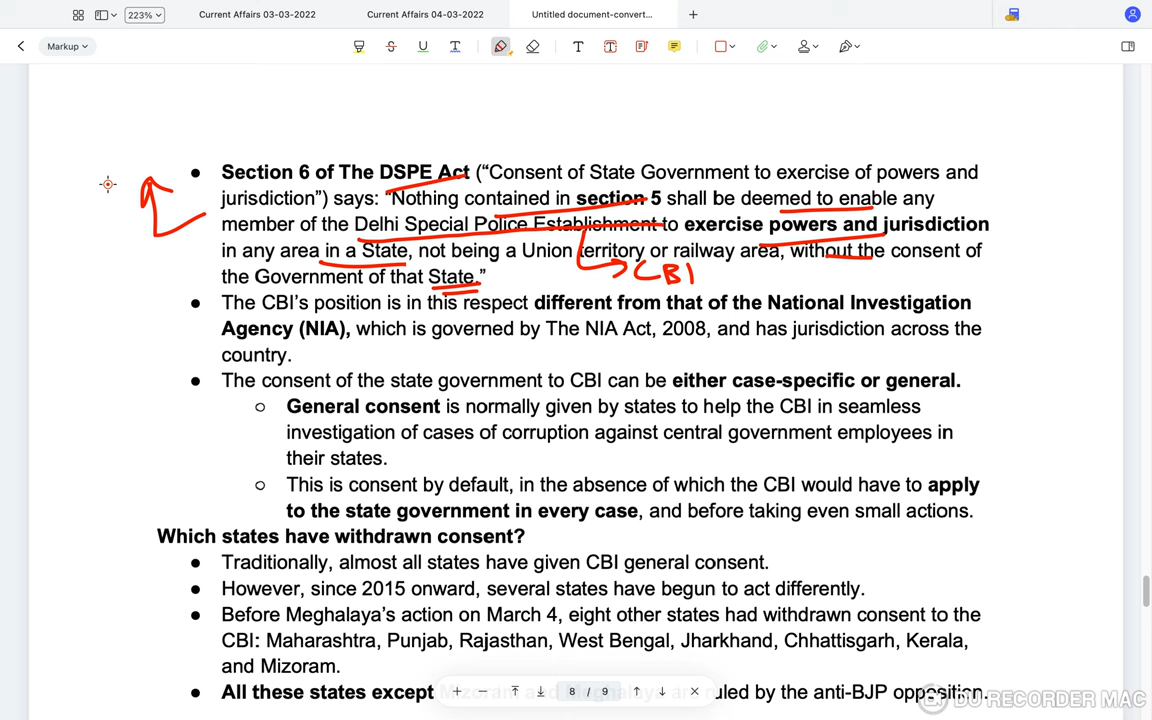 223%
Current Affairs 03-03-2022
Current Affairs 04-03-2022
Untitled document-convert...
Markup
● Section 6 of The DSPE Act (“Consent of State Government to exercise of powers and
jurisdiction”) says: “Nothing contained in section 5 shall be deemed to enable any
member of the Delhi Special Police Establishment to exercise powers and jurisdiction
in any area in a State, not being a Union territory or railway area, without the consent of
the Government of that State.”
CBI
● The CBI’s position is in this respect different from that of the National Investigation
Agency (NIA), which is governed by The NIA Act, 2008, and has jurisdiction across the
country.
● The consent of the state government to CBI can be either case-specific or general.
○ General consent is normally given by states to help the CBI in seamless
investigation of cases of corruption against central government employees in
their states.
○ This is consent by default, in the absence of which the CBI would have to apply
to the state government in every case, and before taking even small actions.
Which states have withdrawn consent?
● Traditionally, almost all states have given CBI general consent.
● However, since 2015 onward, several states have begun to act differently.
● Before Meghalaya’s action on March 4, eight other states had withdrawn consent to the
CBI: Maharashtra, Punjab, Rajasthan, West Bengal, Jharkhand, Chhattisgarh, Kerala,
and Mizoram.
● All these states except Mizoram and Meghalaya are ruled by the anti-BJP opposition.
8 / 9
DU RECORDER MAC